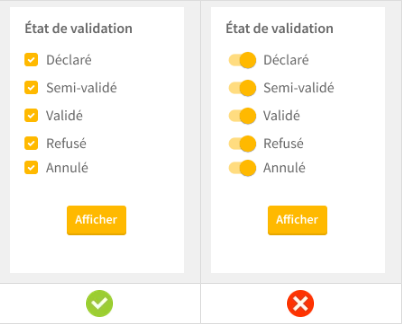 État de validation
Déclaré
Semi-validé
Validé
Refusé
Annulé
Afficher
État de validation
Déclaré
Semi-validé
Validé
Refusé
Annulé
Afficher